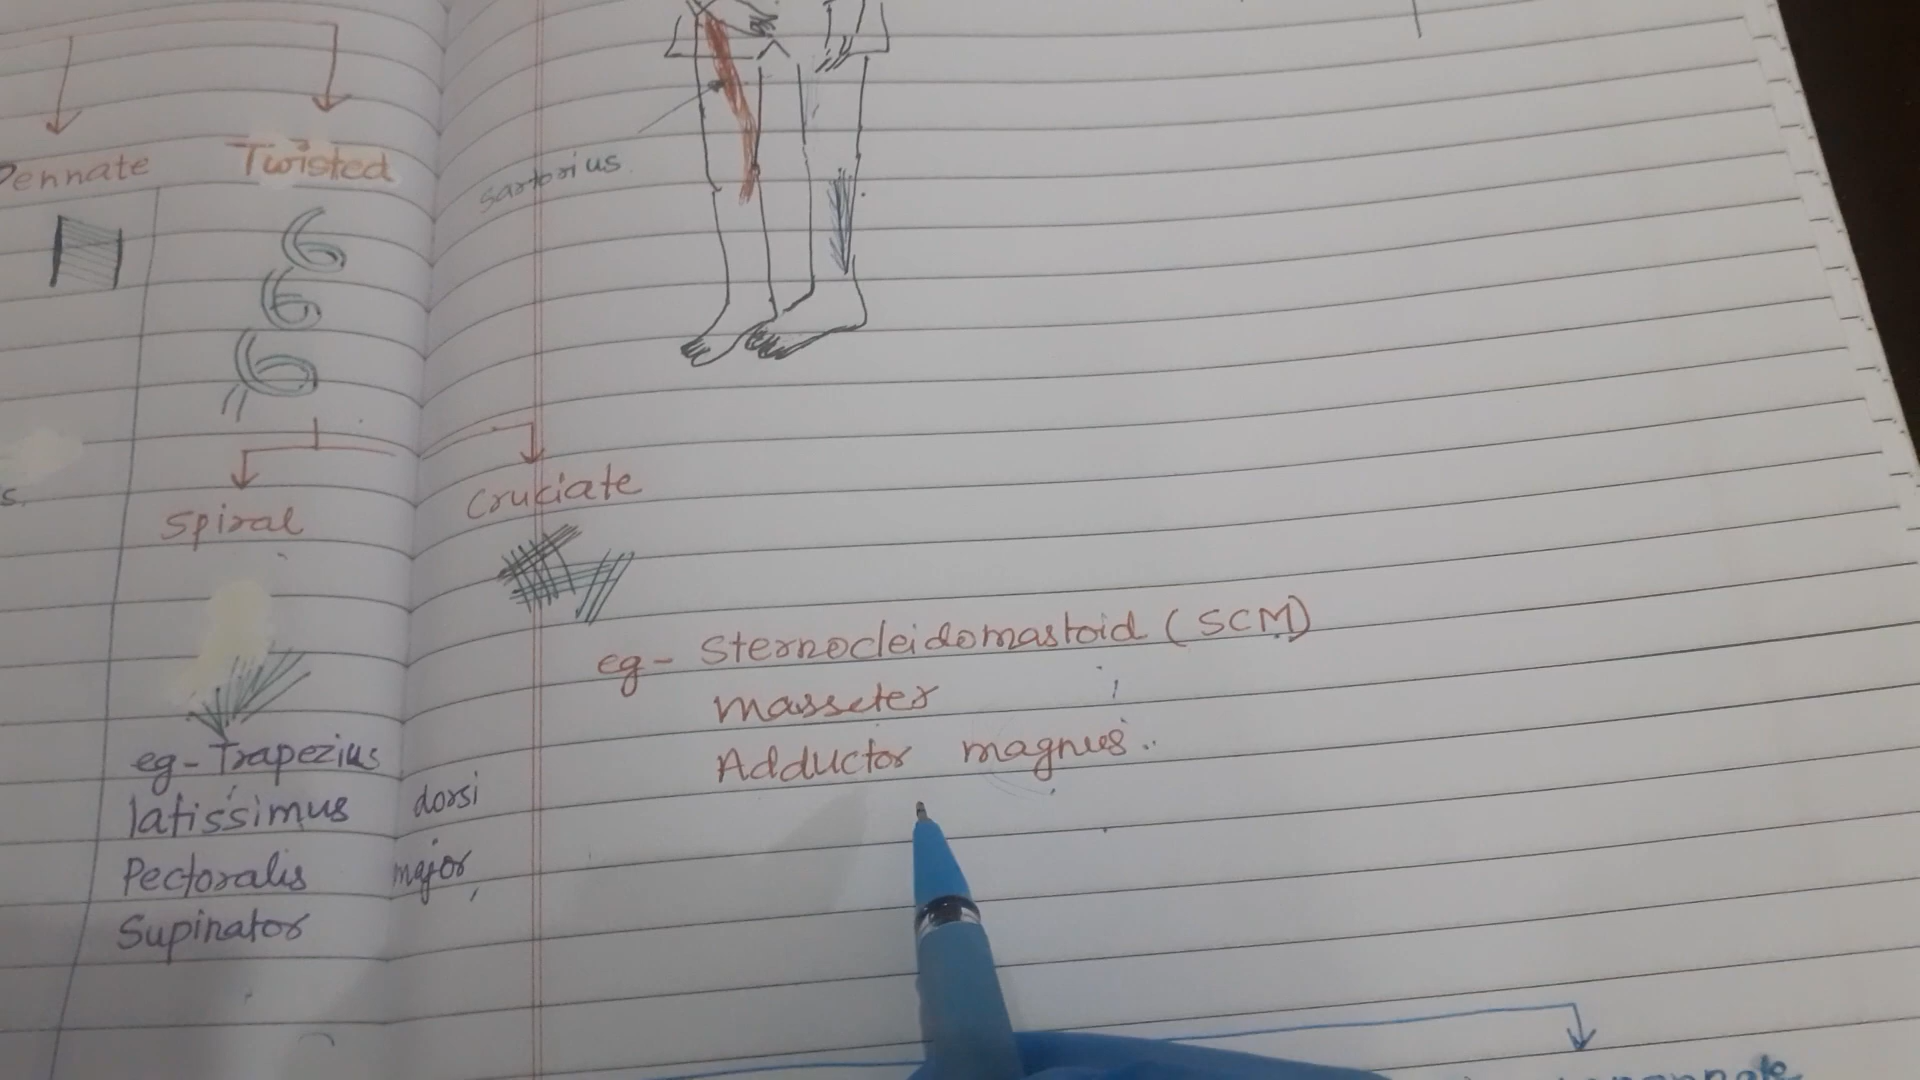 Pennate
Twisted
sartorius
s.
Spiral
Cruciate
eg- Sternocleidomastoid (SCM)
Masseter
Adductor magnus..
eg- Trapezius
latissimus dorsi
Pectoralis major,
Supinator